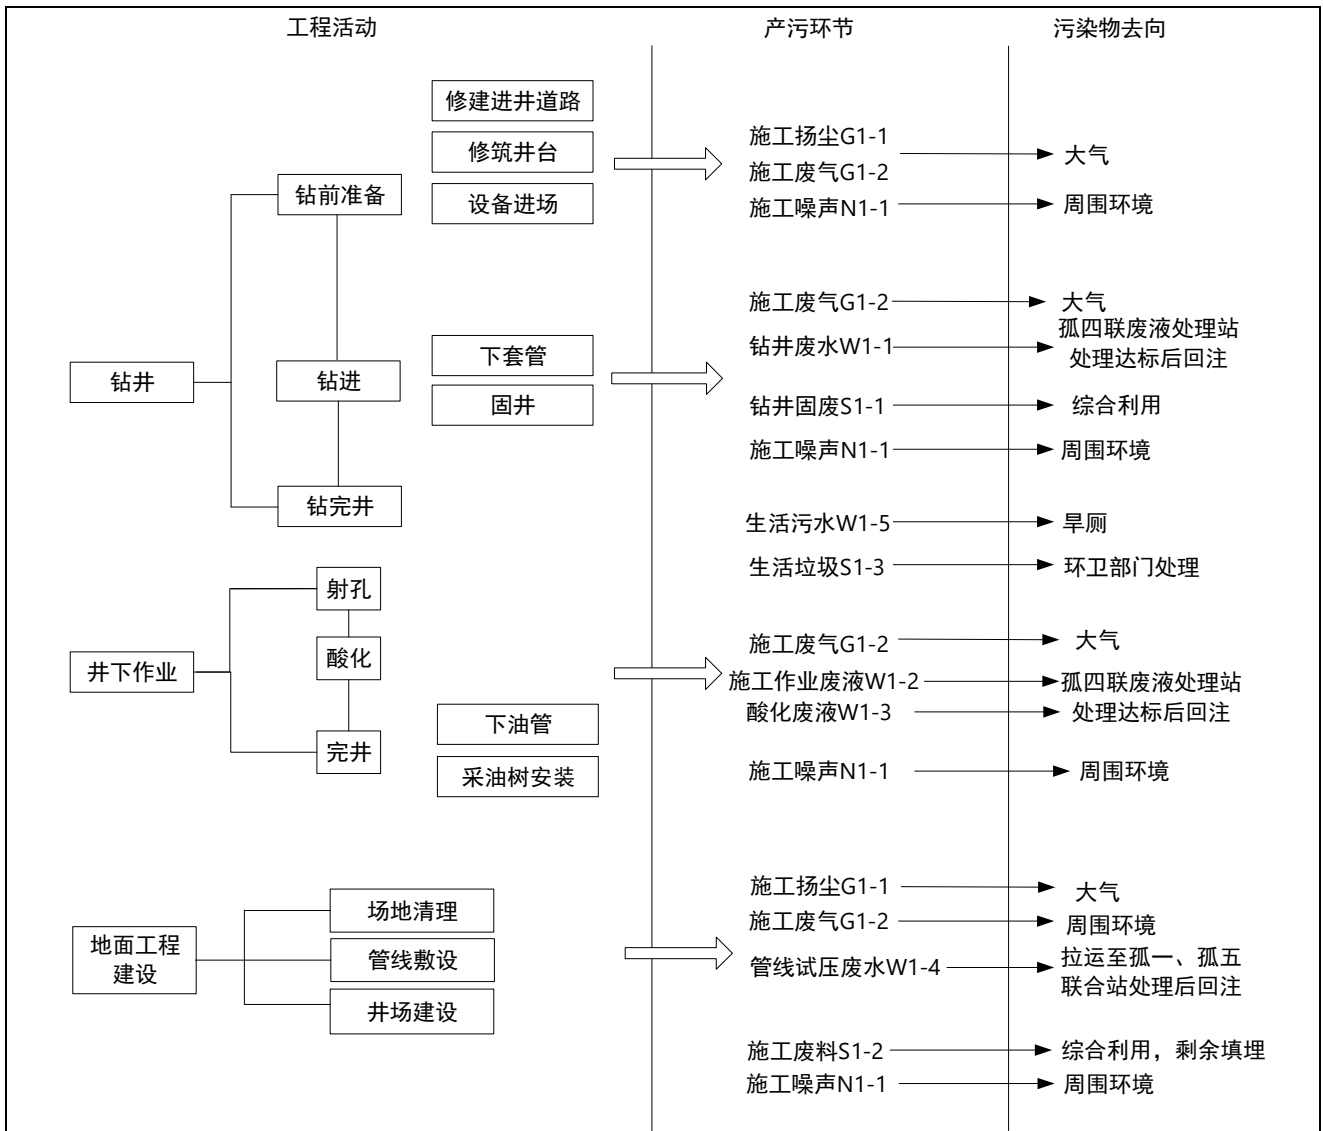 工程活动
产污环节
污染物去向
修建进井道路
修筑井台
设备进场
钻前准备
钻井
钻进
钻完井
下套管
固井
施工扬尘G1-1
施工废气G1-2
大气
施工噪声N1-1
周围环境
施工废气G1-2
大气
钻井废水W1-1
孤四联废液处理站
处理达标后回注
钻井固废S1-1
综合利用
施工噪声N1-1
周围环境
生活污水W1-5
旱厕
生活垃圾S1-3
环卫部门处理
井下作业
射孔
酸化
完井
下油管
采油树安装
施工废气G1-2
大气
施工作业废液W1-2
孤四联废液处理站
酸化废液W1-3
处理达标后回注
施工噪声N1-1
周围环境
地面工程
建设
场地清理
管线敷设
井场建设
施工扬尘G1-1
大气
施工废气G1-2
周围环境
管线试压废水W1-4
拉运至孤一、孤五
联合站处理后回注
施工废料S1-2
综合利用，剩余填埋
施工噪声N1-1
周围环境